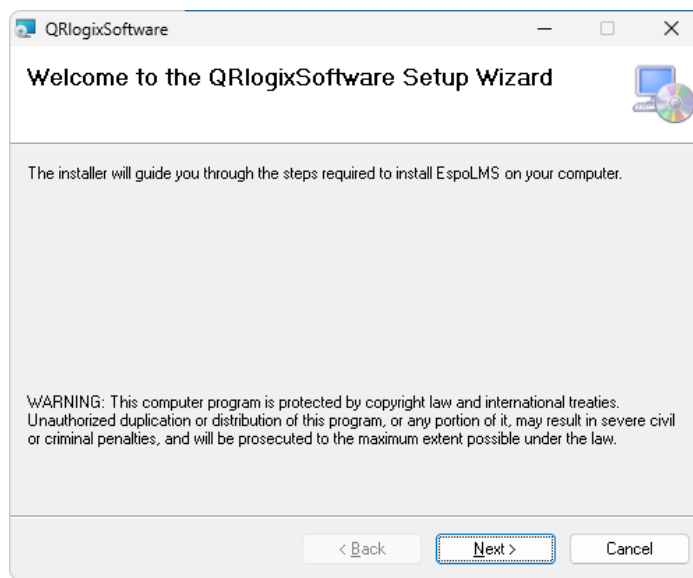 QRlogixSoftware
Welcome to the QRlogixSoftware Setup Wizard
The installer will guide you through the steps required to install EspoLMS on your computer.
WARNING: This computer program is protected by copyright law and international treaties.
Unauthorized duplication or distribution of this program, or any portion of it, may result in severe civil
or criminal penalties, and will be prosecuted to the maximum extent possible under the law.
< Back
Next >
Cancel